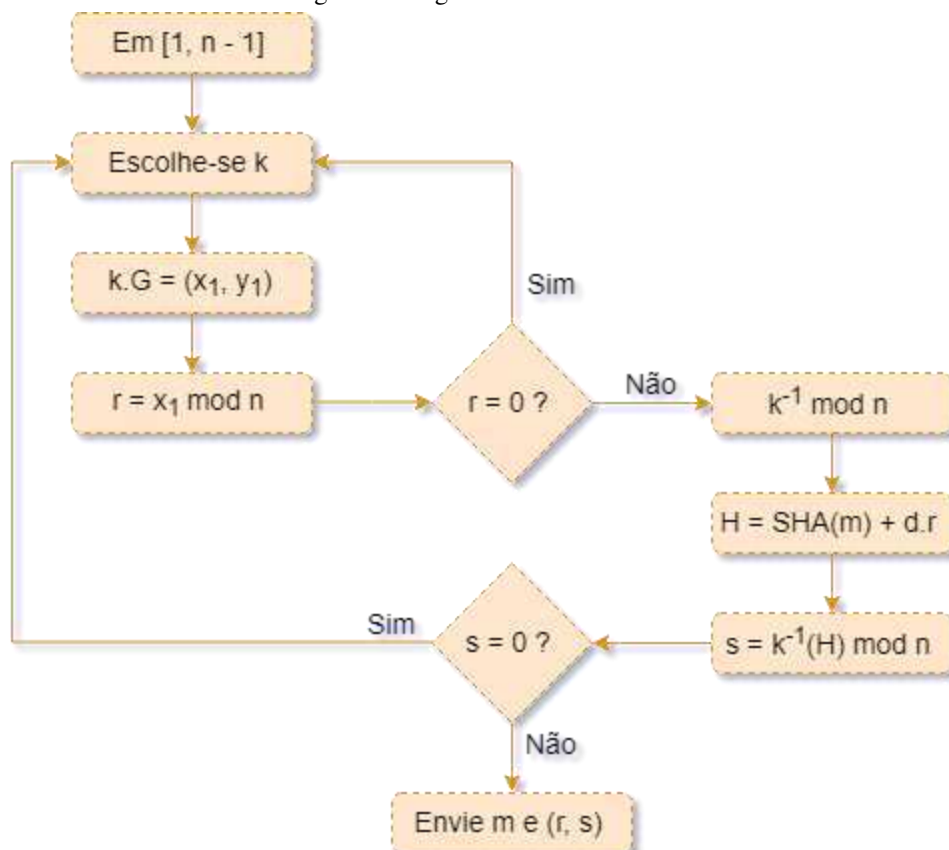 Em [1, n - 1]
Escolhe-se k
k.G = (x₁, y₁)
Sim
r = x₁ mod n
r = 0 ?
Não
k⁻¹ mod n
H = SHA(m) + d.r
Sim
s = 0 ?
s = k⁻¹(H) mod n
Não
Envie m e (r, s)